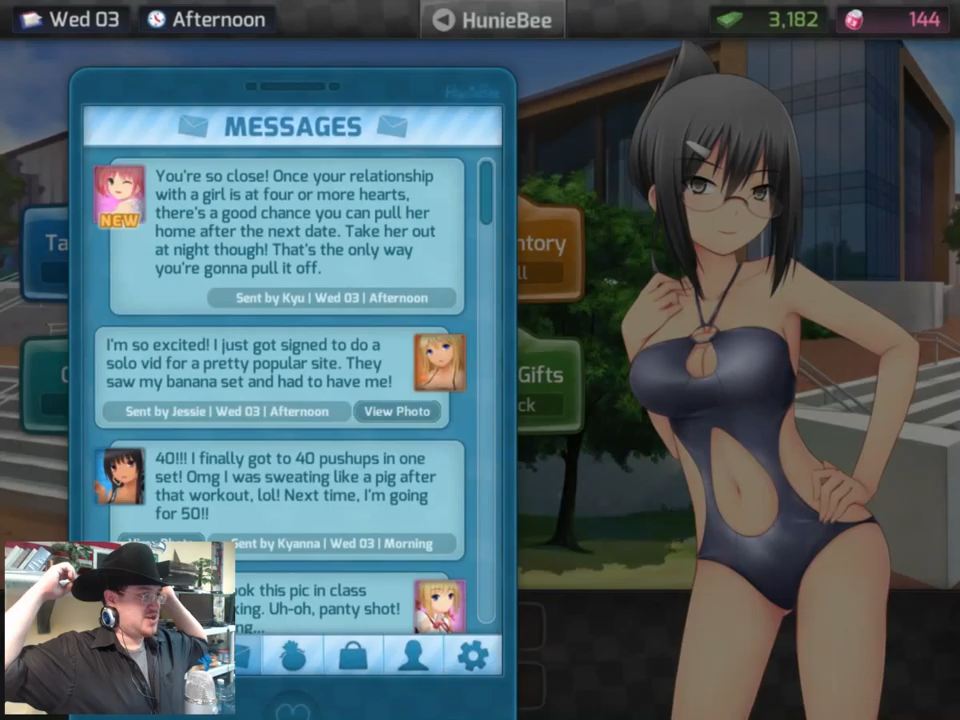 Wed 03
Afternoon
HunieBee
3,182
144
MESSAGES
You're so close! Once your relationship
with a girl is at four or more hearts,
there's a good chance you can pull her
home after the next date. Take her out
at night though! That's the only way
you're gonna pull it off.
NEW
Sent by Kyu | Wed 03 | Afternoon
I'm so excited! I just got signed to do a
solo vid for a pretty popular site. They
saw my banana set and had to have me!
Sent by Jessie | Wed 03 | Afternoon
View Photo
40!!! I finally got to 40 pushups in one
set! Omg I was sweating like a pig after
that workout, lol! Next time, I'm going
for 50!!
Sent by Kyanna | Wed 03 | Morning
ok this pic in class
king. Uh-oh, panty shot!
Ta
ntory
ll
Gifts
ck